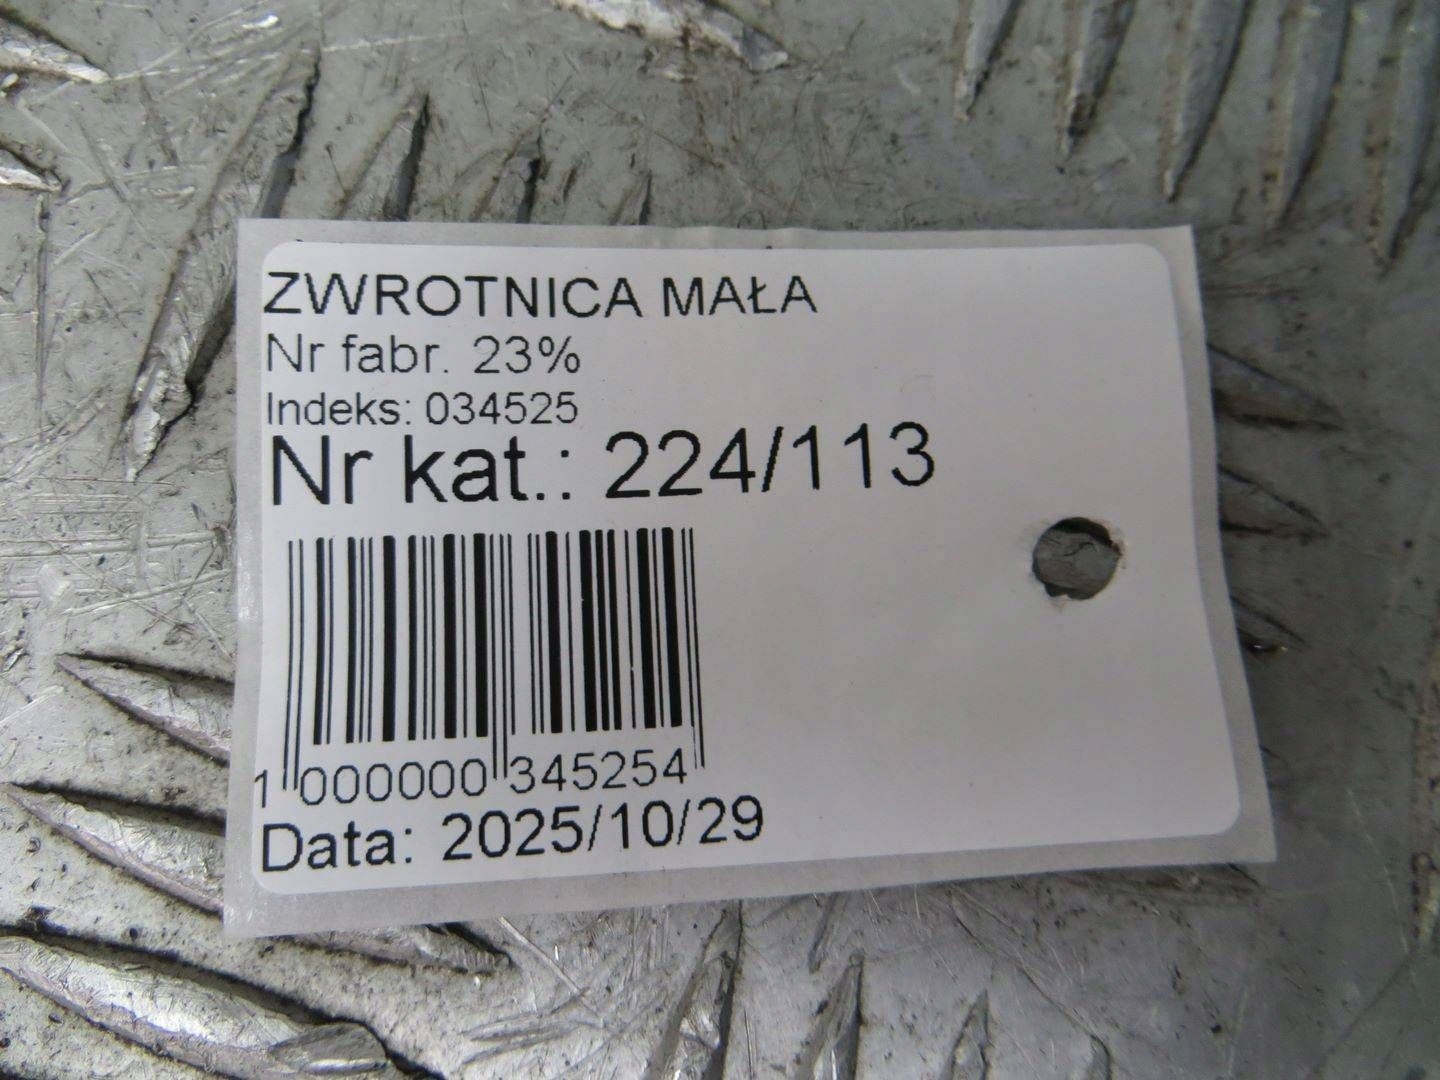 ZWROTNICA MAŁA
Nr fabr. 23%
Indeks: 034525
Nr kat.: 224/113
1 000000 345254
Data: 2025/10/29